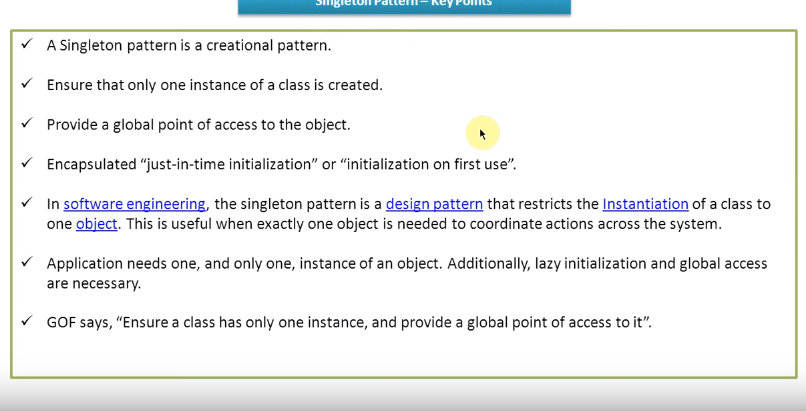 Singleton Pattern – Key Points
✓ A Singleton pattern is a creational pattern.
✓ Ensure that only one instance of a class is created.
✓ Provide a global point of access to the object.
✓ Encapsulated “just-in-time initialization” or “initialization on first use”.
✓ In software engineering, the singleton pattern is a design pattern that restricts the Instantiation of a class to
one object. This is useful when exactly one object is needed to coordinate actions across the system.
✓ Application needs one, and only one, instance of an object. Additionally, lazy initialization and global access
are necessary.
✓ GOF says, “Ensure a class has only one instance, and provide a global point of access to it”.